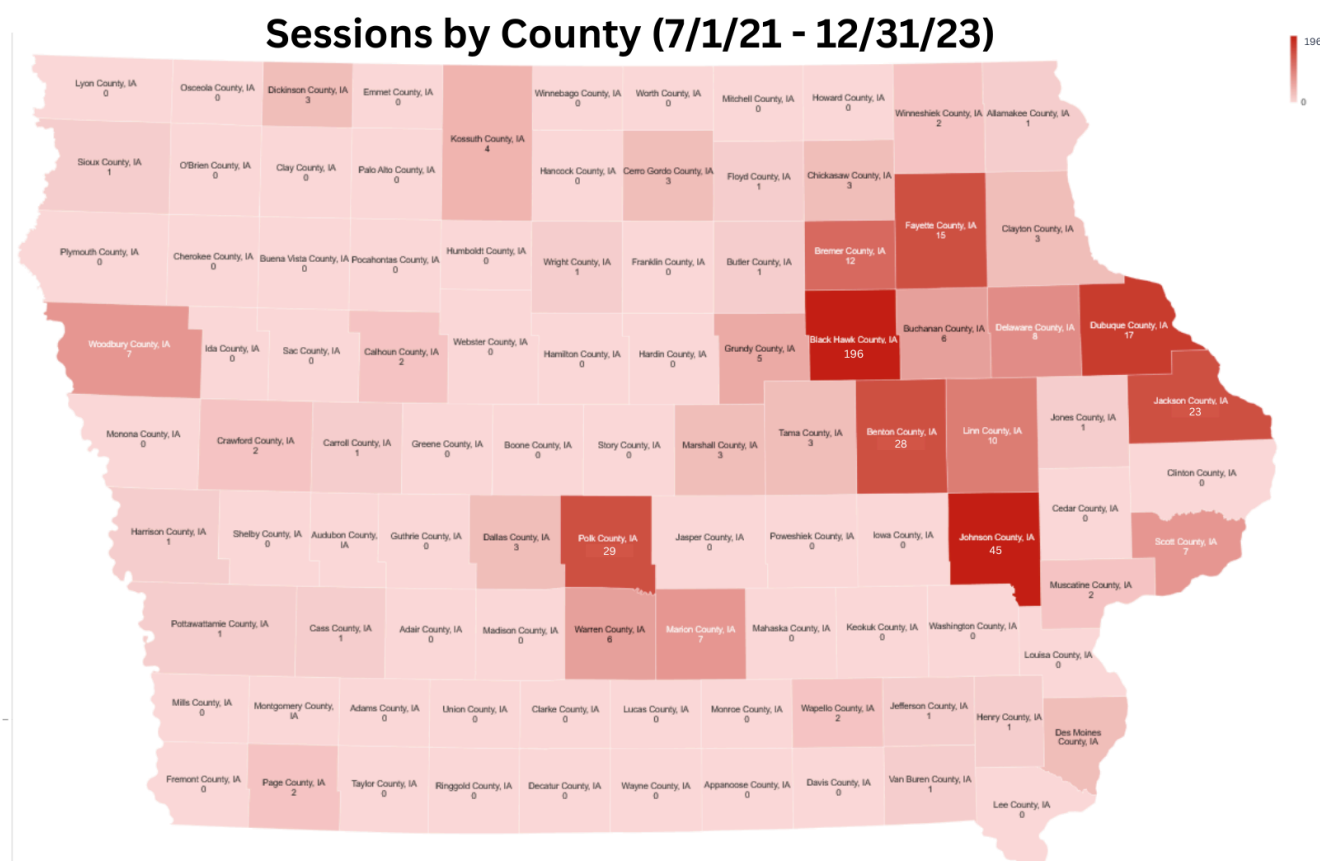 Sessions by County (7/1/21 - 12/31/23)
196
0
Lyon County, IA
0
Osceola County, IA
0
Dickinson County, IA
3
Emmet County, IA
0
Kossuth County, IA
4
Winnebago County, IA
0
Worth County, IA
0
Mitchell County, IA
0
Howard County, IA
0
Winneshiek County, IA
2
Allamakee County, IA
1
Sioux County, IA
1
O'Brien County, IA
0
Clay County, IA
0
Palo Alto County, IA
0
Hancock County, IA
0
Cerro Gordo County, IA
3
Floyd County, IA
1
Chickasaw County, IA
3
Fayette County, IA
15
Clayton County, IA
3
Plymouth County, IA
0
Cherokee County, IA
0
Buena Vista County, IA
0
Pocahontas County, IA
0
Humboldt County, IA
0
Wright County, IA
1
Franklin County, IA
0
Butler County, IA
1
Bremer County, IA
12
Woodbury County, IA
7
Ida County, IA
0
Sac County, IA
0
Calhoun County, IA
2
Webster County, IA
0
Hamilton County, IA
0
Hardin County, IA
0
Grundy County, IA
5
Black Hawk County, IA
196
Buchanan County, IA
6
Delaware County, IA
8
Dubuque County, IA
17
Monona County, IA
0
Crawford County, IA
2
Carroll County, IA
1
Greene County, IA
0
Boone County, IA
0
Story County, IA
0
Marshall County, IA
3
Tama County, IA
3
Benton County, IA
28
Linn County, IA
10
Jones County, IA
1
Jackson County, IA
23
Clinton County, IA
0
Harrison County, IA
1
Shelby County, IA
0
Audubon County,
IA
Guthrie County, IA
0
Dallas County, IA
3
Polk County, IA
29
Jasper County, IA
0
Poweshiek County, IA
0
Iowa County, IA
0
Johnson County, IA
45
Cedar County, IA
0
Scott County, IA
7
Muscatine County, IA
2
Pottawattamie County, IA
1
Cass County, IA
1
Adair County, IA
0
Madison County, IA
0
Warren County, IA
6
Marion County, IA
7
Mahaska County, IA
0
Keokuk County, IA
0
Washington County, IA
0
Louisa County, IA
0
Mills County, IA
0
Montgomery County,
IA
Adams County, IA
0
Union County, IA
0
Clarke County, IA
0
Lucas County, IA
0
Monroe County, IA
0
Wapello County, IA
2
Jefferson County, IA
1
Henry County, IA
1
Des Moines
County, IA
Fremont County, IA
0
Page County, IA
2
Taylor County, IA
0
Ringgold County, IA
0
Decatur County, IA
0
Wayne County, IA
0
Appanoose County, IA
0
Davis County, IA
0
Van Buren County, IA
1
Lee County, IA
0